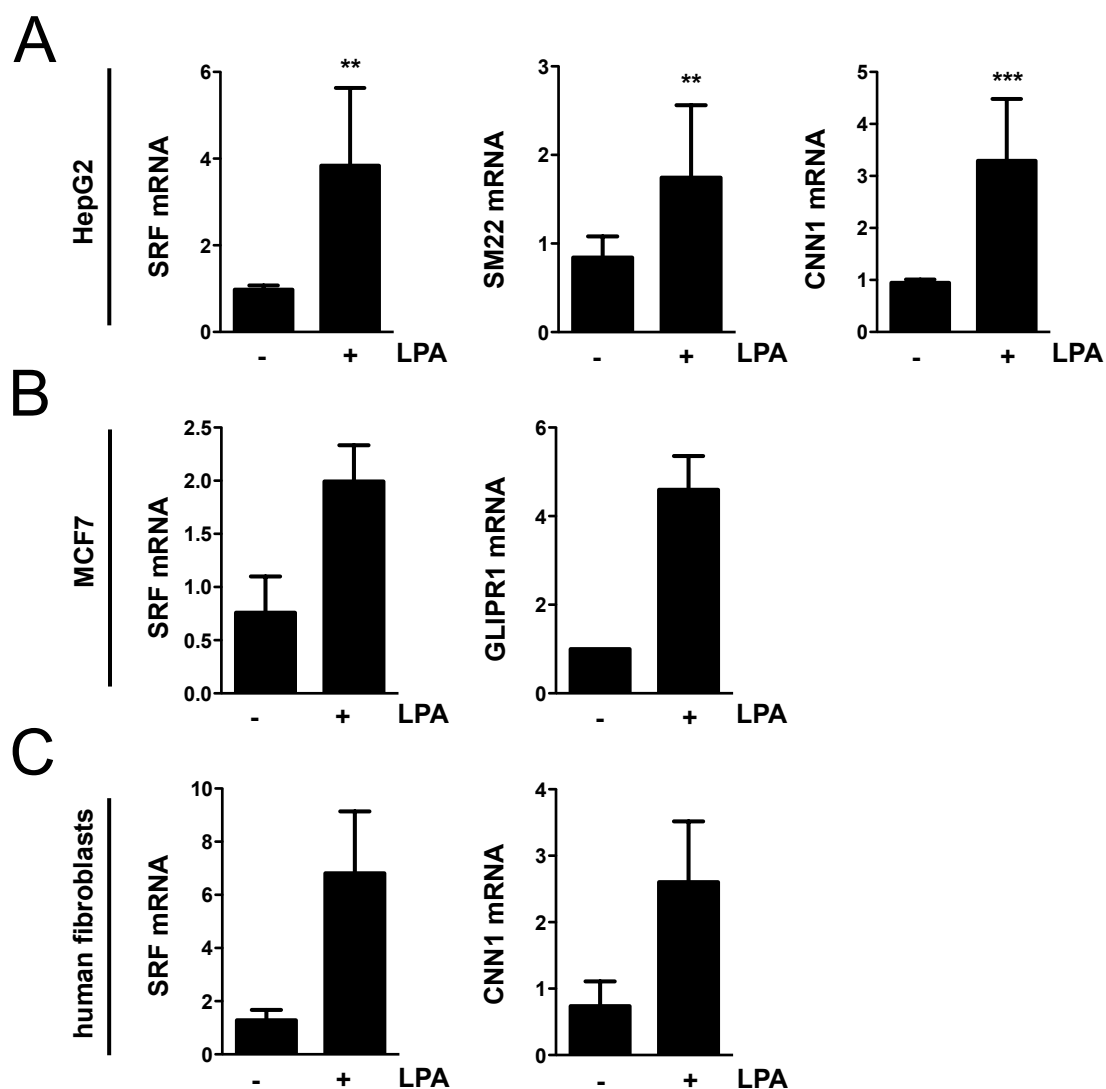 A
HepG2
SRF mRNA
6
4
2
0
**
- + LPA
SM22 mRNA
3
2
1
0
**
- + LPA
CNN1 mRNA
5
4
3
2
1
0
***
- + LPA
B
MCF7
SRF mRNA
2.5
2.0
1.5
1.0
0.5
0.0
- + LPA
GLIPR1 mRNA
6
4
2
0
- + LPA
C
human fibroblasts
SRF mRNA
10
8
6
4
2
0
- + LPA
CNN1 mRNA
4
3
2
1
0
- + LPA